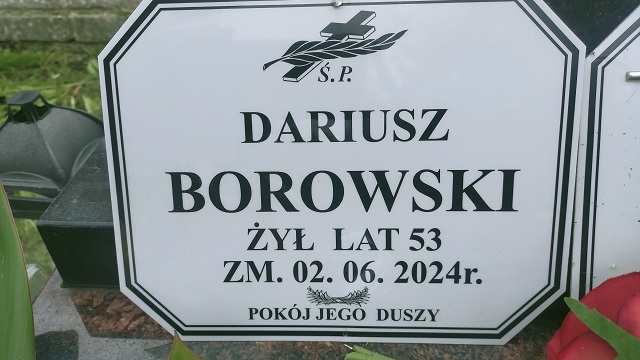 Ś.P.
DARIUSZ
BOROWSKI
ŻYŁ LAT 53
ZM. 02. 06. 2024r.
POKÓJ JEGO DUSZY